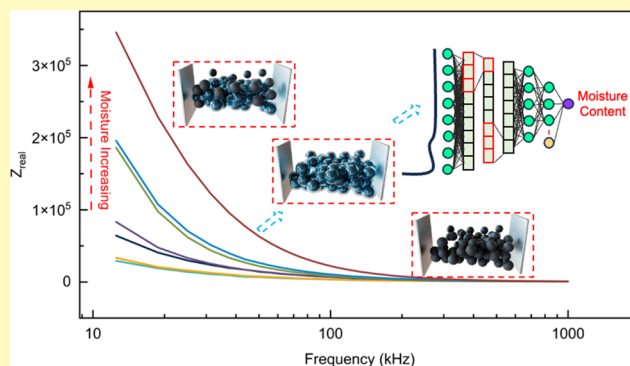 3×10⁵
2×10⁵
1×10⁵
0
Z_real
Moisture Increasing
Moisture
Content
10
100
1000
Frequency (kHz)